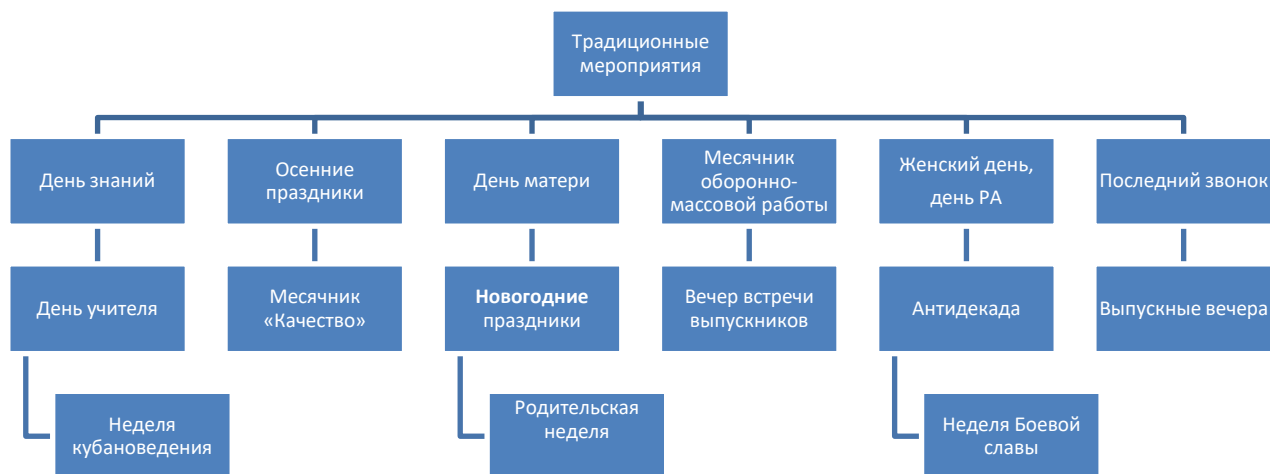 Традиционные
мероприятия
День знаний
Осенние
праздники
День матери
Месячник
оборонно-
массовой работы
Женский день,
день РА
Последний звонок
День учителя
Месячник
«Качество»
Новогодние
праздники
Вечер встречи
выпускников
Антидекада
Выпускные вечера
Неделя
кубановедения
Родительская
неделя
Неделя Боевой
славы